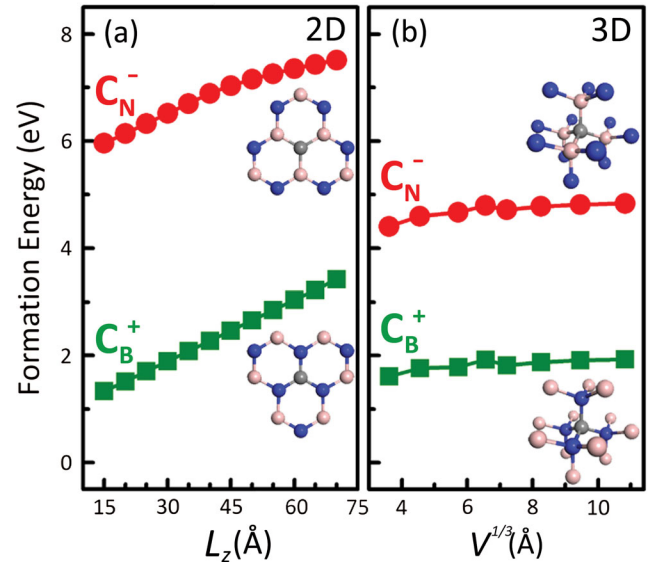 (a) 2D
(b) 3D
Formation Energy (eV)
8
6
4
2
0
C_N^-
C_B^+
C_N^-
C_B^+
15 30 45 60 75
4 6 8 10
L_z(Å)
V^{1/3}(Å)